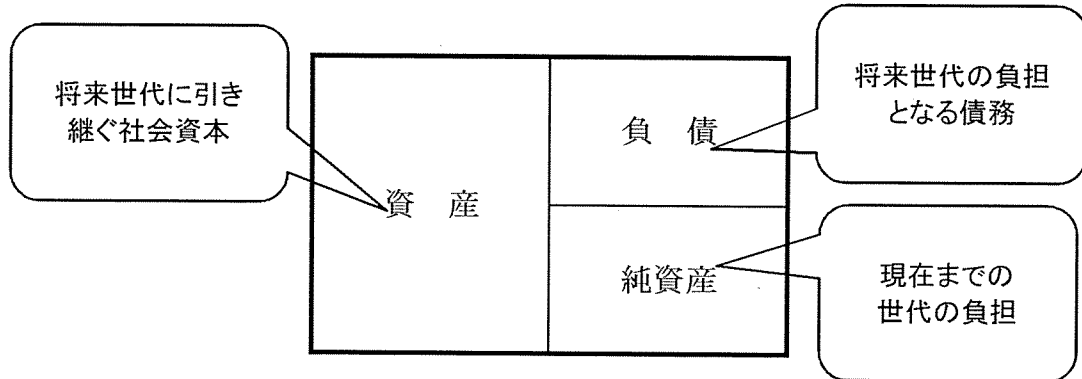 将来世代に引き
継ぐ社会資本
資　産
負　債
純資産
将来世代の負担
となる債務
現在までの
世代の負担